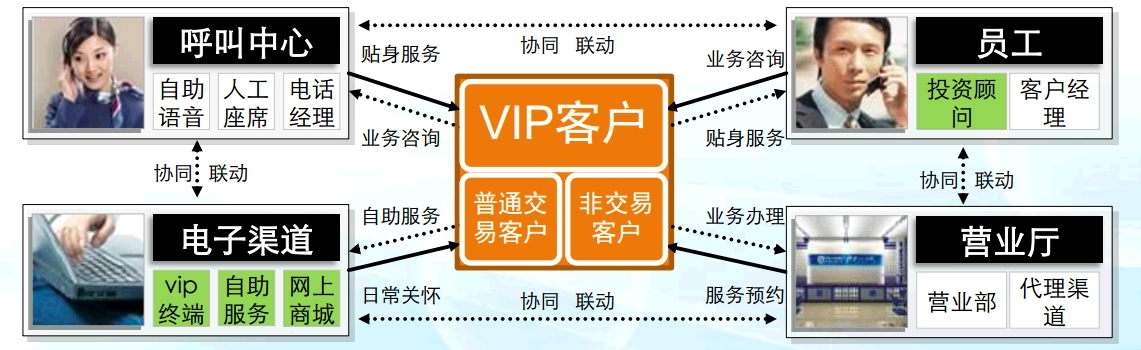 呼叫中心
自助
语音
人工
座席
电话
经理
协同 联动
贴身服务
业务咨询
业务咨询
贴身服务
员工
投资顾
问
客户经
理
VIP客户
普通交
易客户
非交易
客户
协同 联动
协同 联动
电子渠道
vip
终端
自助
服务
网上
商城
自助服务
日常关怀
协同 联动
业务办理
服务预约
营业厅
营业部
代理渠
道